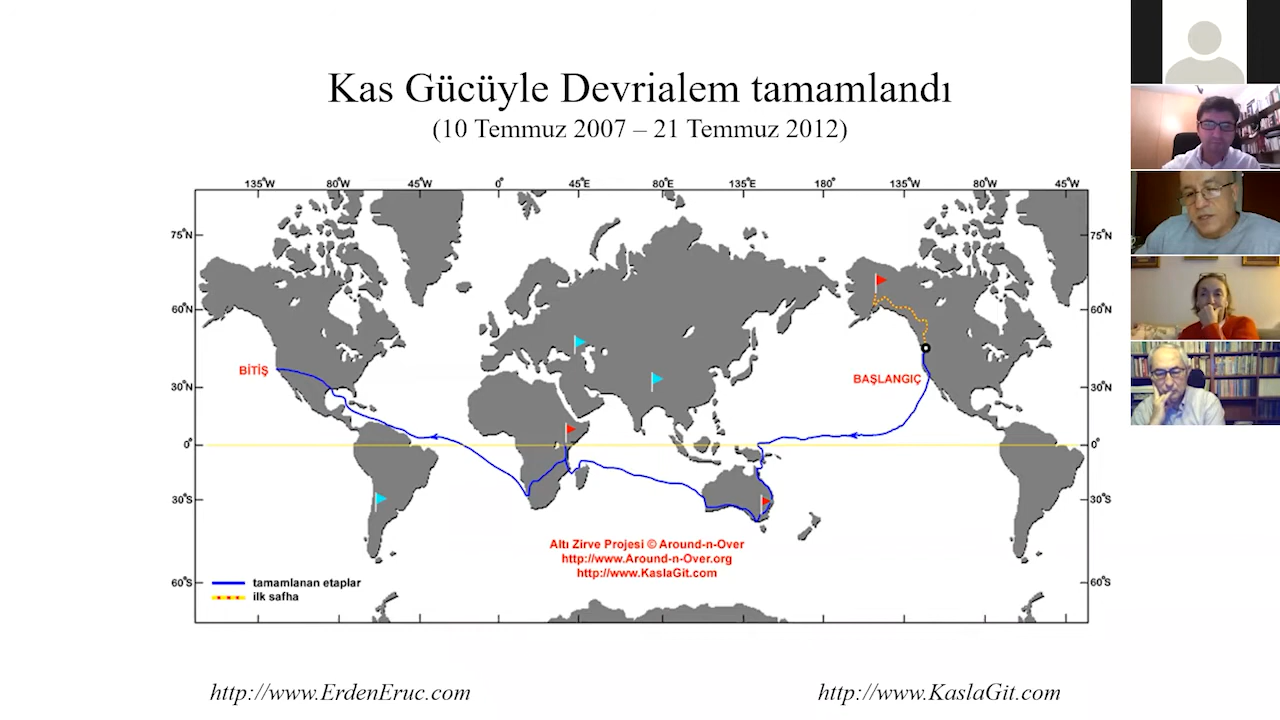 Kas Gücüyle Devrialem tamamlandı
(10 Temmuz 2007 – 21 Temmuz 2012)
135°W 80°W 45°W 0° 45°E 80°E 135°E 180° 135°W 80°W 45°W
75°N 75°N
60°N 60°N
BİTİŞ BAŞLANGIÇ
30°N 30°N
0° 0°
30°S 30°S
Altı Zirve Projesi © Around-n-Over
http://www.Around-n-Over.org
http://www.KaslaGit.com
60°S 60°S
tamamlanan etaplar
ilk safha
http://www.ErdenEruc.com http://www.KaslaGit.com